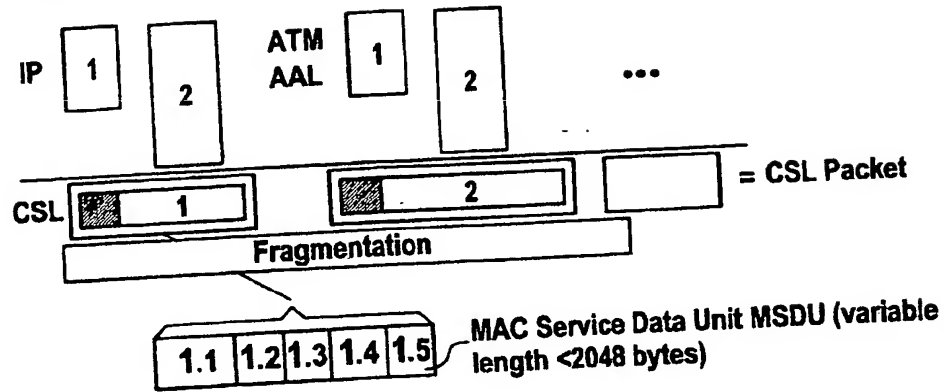 IP 1 2 ATM AAL 1 2 ...
CSL 1 2 = CSL Packet
Fragmentation
1.1 1.2 1.3 1.4 1.5 MAC Service Data Unit MSDU (variable
length <2048 bytes)